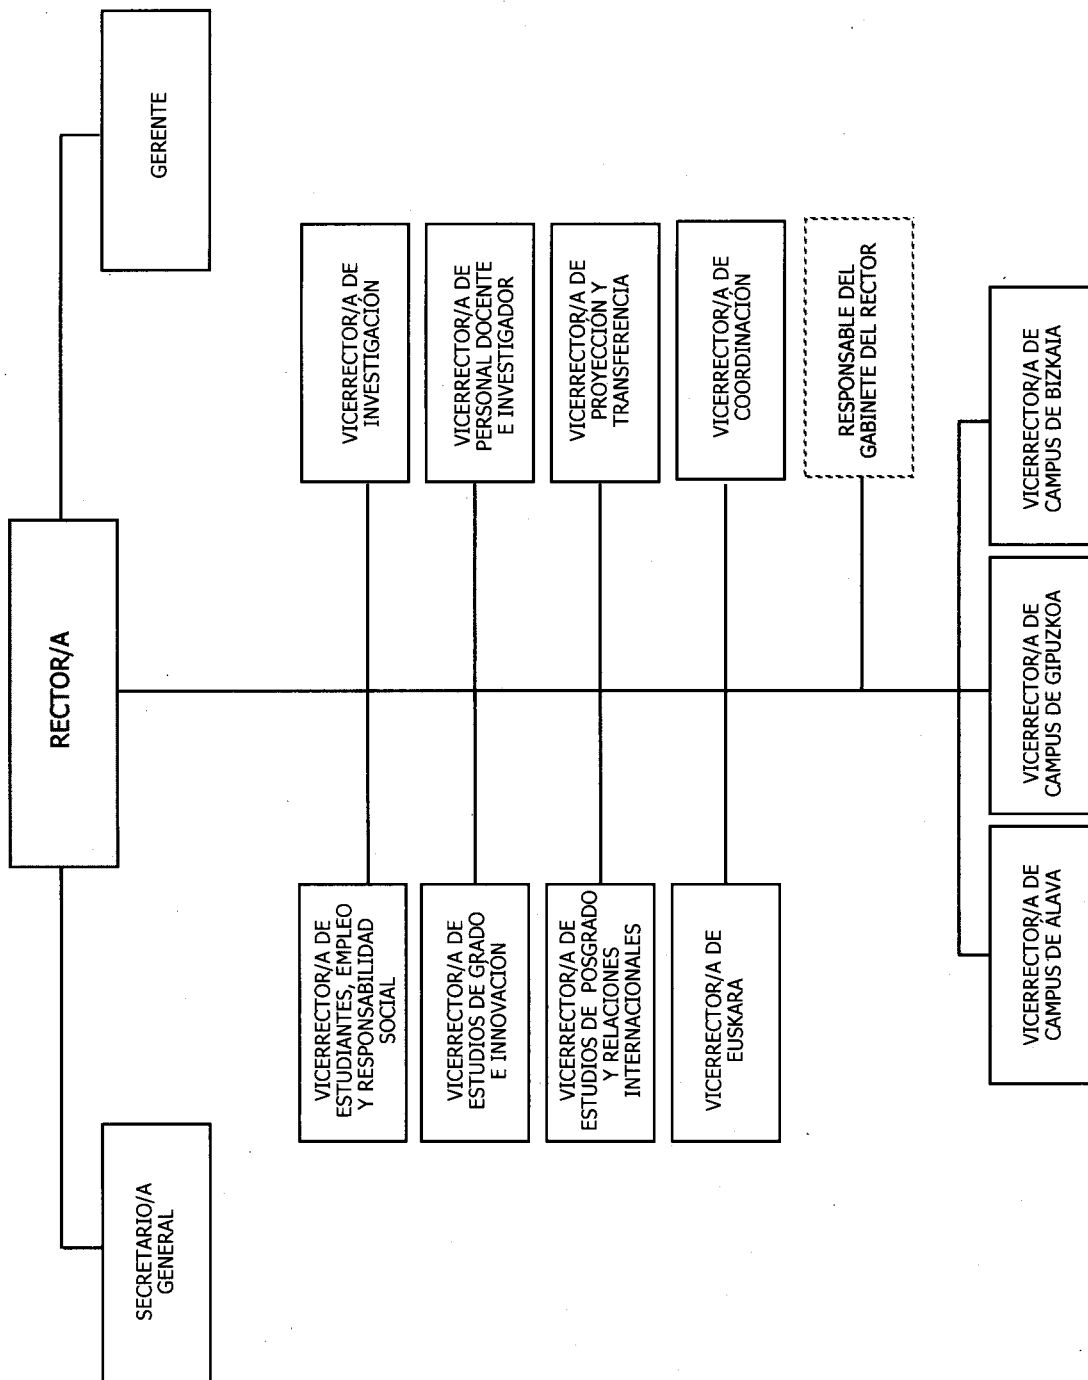 RECTOR/A
SECRETARIO/A
GENERAL
GERENTE
VICERRECTOR/A DE
ESTUDIANTES, EMPLEO
Y RESPONSABILIDAD
SOCIAL
VICERRECTOR/A DE
INVESTIGACIÓN
VICERRECTOR/A DE
ESTUDIOS DE GRADO
E INNOVACION
VICERRECTOR/A DE
PERSONAL DOCENTE
E INVESTIGADOR
VICERRECTOR/A DE
ESTUDIOS DE POSGRADO
Y RELACIONES
INTERNACIONALES
VICERRECTOR/A DE
PROYECCIÓN Y
TRANSFERENCIA
VICERRECTOR/A DE
EUSKARA
VICERRECTOR/A DE
COORDINACIÓN
RESPONSABLE DEL
GABINETE DEL RECTOR
VICERRECTOR/A DE
CAMPUS DE ÁLAVA
VICERRECTOR/A DE
CAMPUS DE GIPUZKOA
VICERRECTOR/A DE
CAMPUS DE BIZKAIA